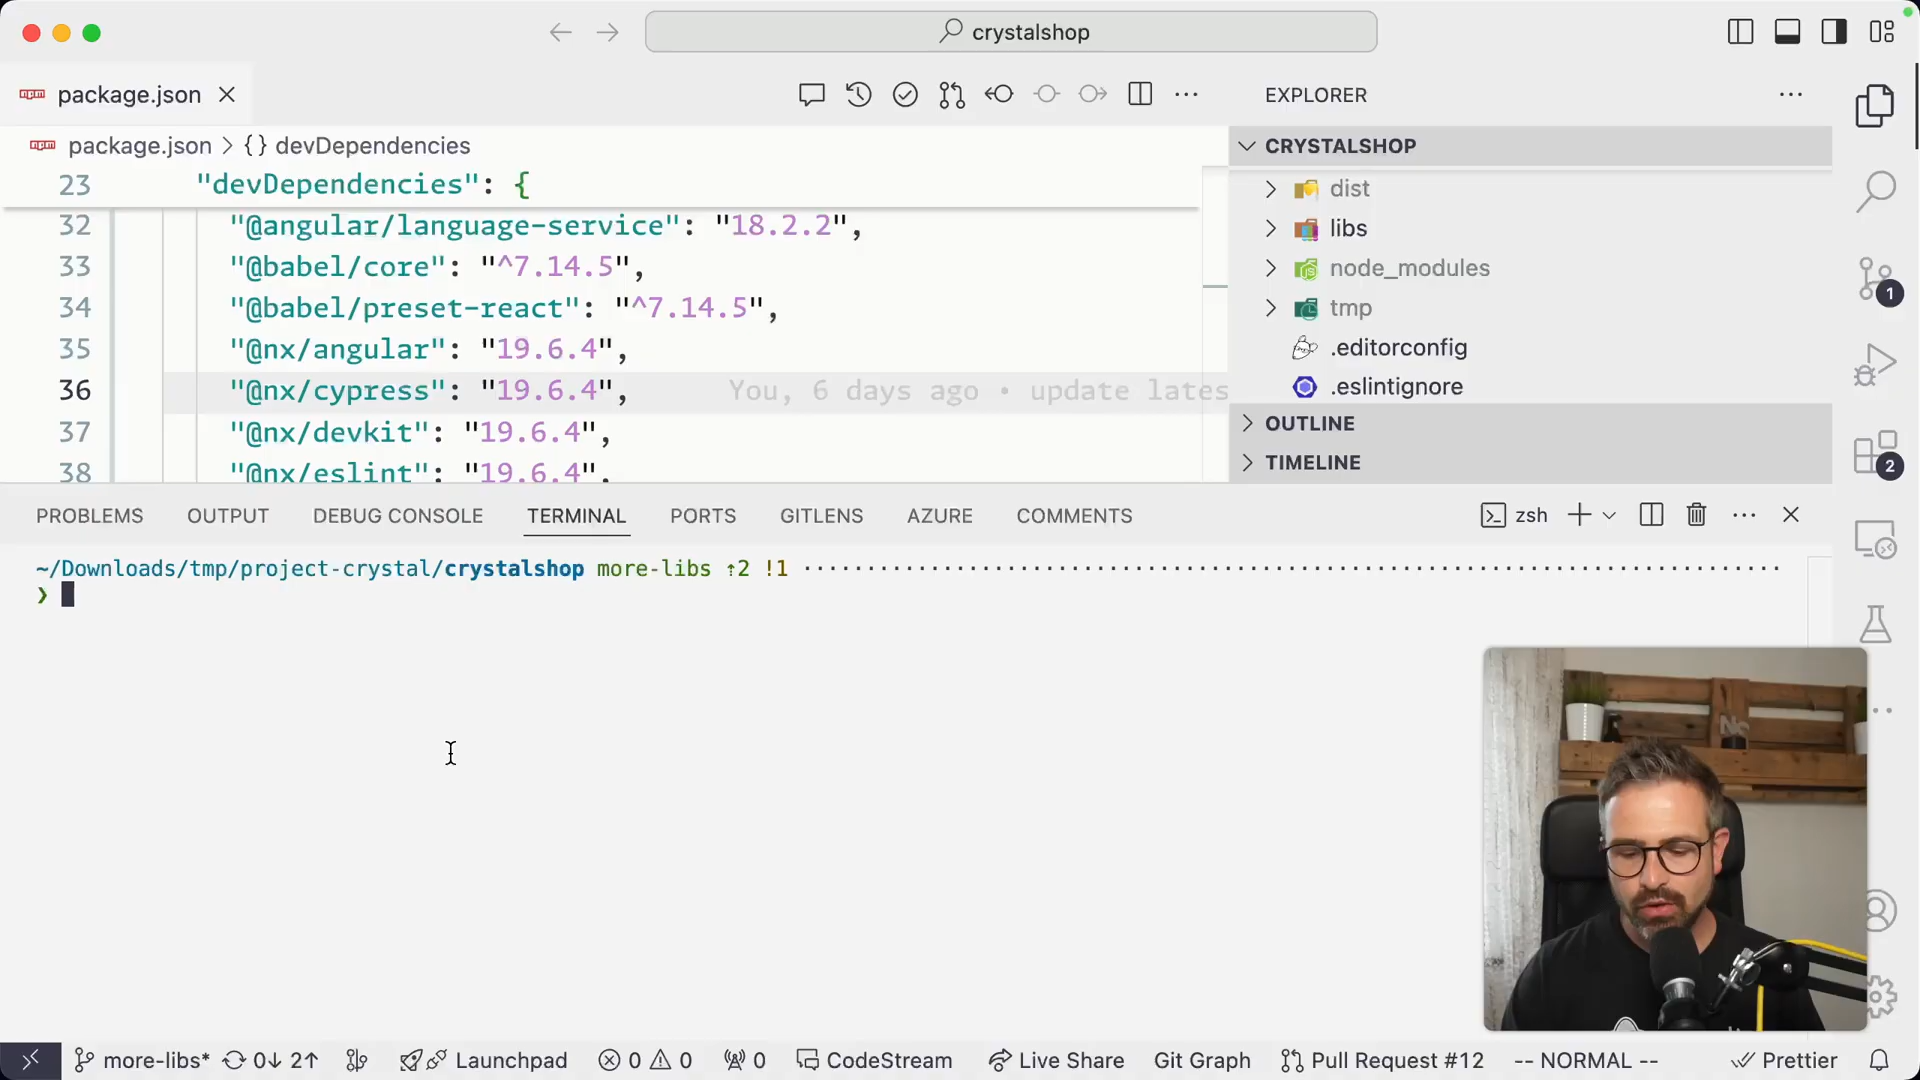 crystalshop
package.json
EXPLORER
package.json > {} devDependencies
CRYSTALSHOP
23 "devDependencies": {
32 "@angular/language-service": "18.2.2",
33 "@babel/core": "^7.14.5",
34 "@babel/preset-react": "^7.14.5",
35 "@nx/angular": "19.6.4",
36 "@nx/cypress": "19.6.4", You, 6 days ago • update lates
37 "@nx/devkit": "19.6.4",
38 "@nx/eslint": "19.6.4",
dist
libs
node_modules
tmp
.editorconfig
.eslintignore
OUTLINE
TIMELINE
1
2
PROBLEMS OUTPUT DEBUG CONSOLE TERMINAL PORTS GITLENS AZURE COMMENTS zsh
~/Downloads/tmp/project-crystal/crystalshop more-libs ⇡2 !1
❯
more-libs* 0↓ 2↑ Launchpad 0 0 0 CodeStream Live Share Git Graph Pull Request #12 -- NORMAL -- Prettier